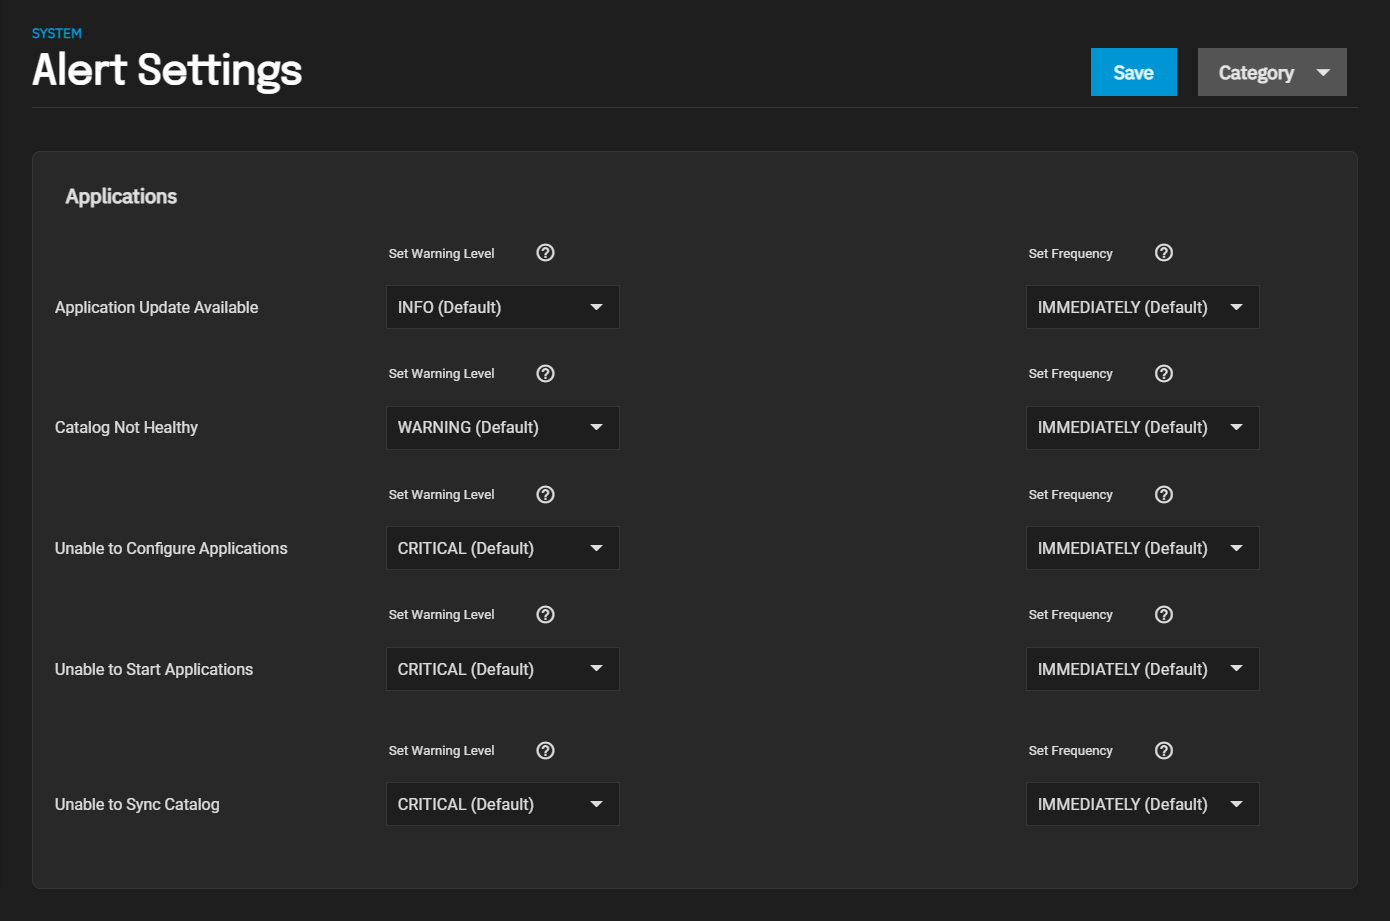 SYSTEM
Alert Settings
Save
Category
Applications
Set Warning Level
Set Frequency
Application Update Available
INFO (Default)
IMMEDIATELY (Default)
Set Warning Level
Set Frequency
Catalog Not Healthy
WARNING (Default)
IMMEDIATELY (Default)
Set Warning Level
Set Frequency
Unable to Configure Applications
CRITICAL (Default)
IMMEDIATELY (Default)
Set Warning Level
Set Frequency
Unable to Start Applications
CRITICAL (Default)
IMMEDIATELY (Default)
Set Warning Level
Set Frequency
Unable to Sync Catalog
CRITICAL (Default)
IMMEDIATELY (Default)